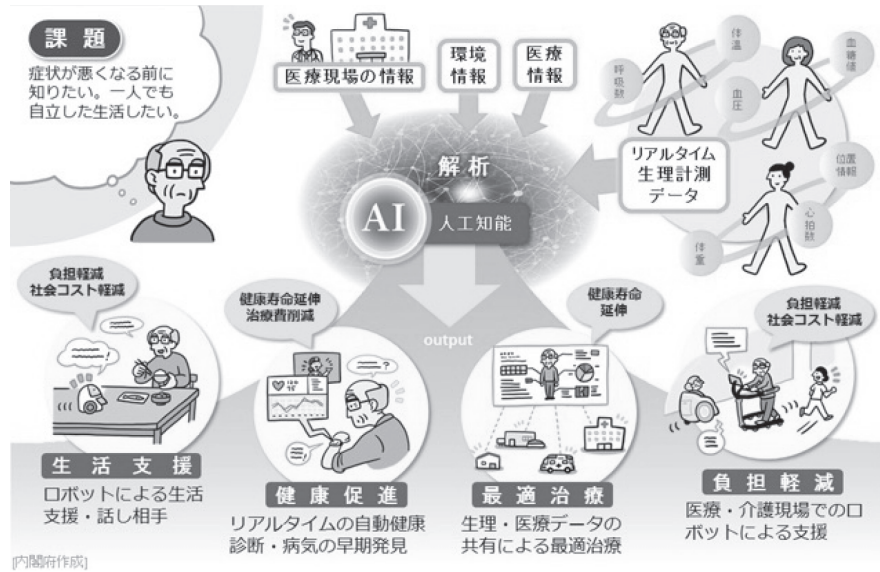 課題
症状が悪くなる前に
知りたい。一人でも
自立した生活したい。
医療現場の情報
環境
情報
医療
情報
解析
AI
人工知能
リアルタイム
生理計測
データ
呼吸数
体温
血圧
血糖値
位置情報
心拍数
体重
output
負担軽減
社会コスト軽減
生活支援
ロボットによる生活
支援・話し相手
健康寿命延伸
治療費削減
健康促進
リアルタイムの自動健康
診断・病気の早期発見
健康寿命
延伸
最適治療
生理・医療データの
共有による最適治療
負担軽減
社会コスト軽減
負担軽減
医療・介護現場でのロ
ボットによる支援
[内閣府作成]